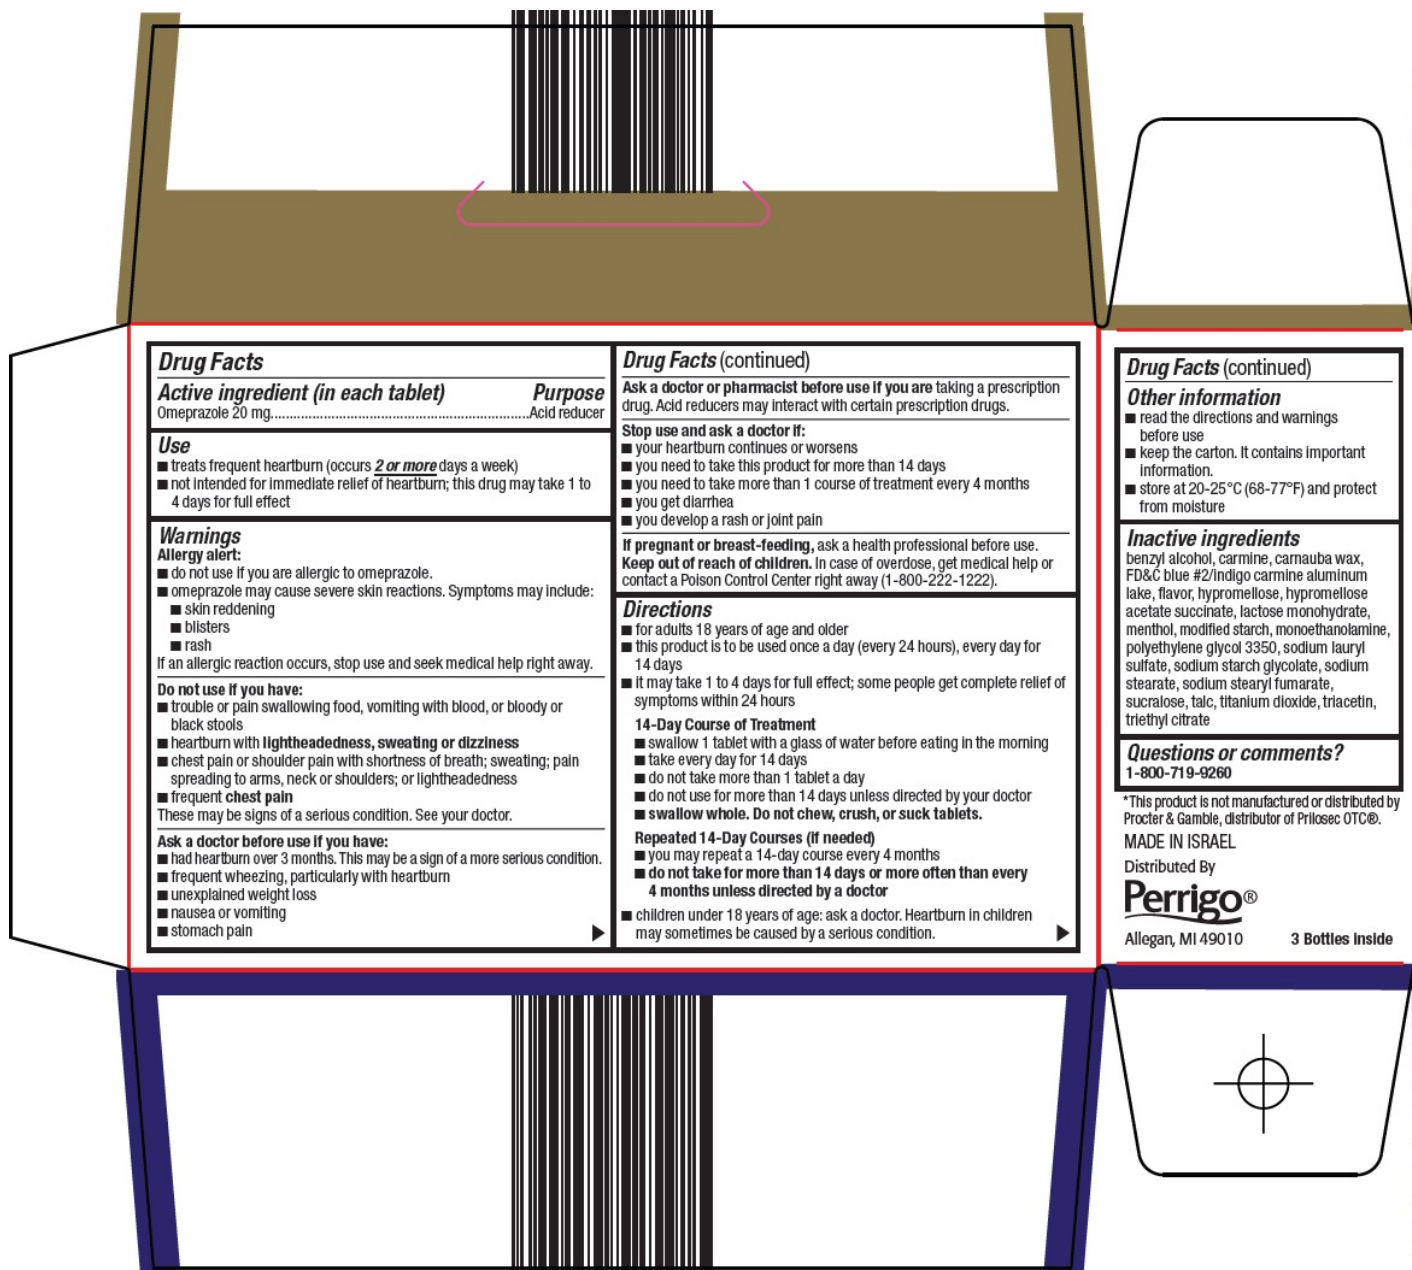 Drug Facts
Active ingredient (in each tablet) Purpose
Omeprazole 20 mg....................................................................Acid reducer
Use
■ treats frequent heartburn (occurs 2 or more days a week)
■ not intended for immediate relief of heartburn; this drug may take 1 to
4 days for full effect
Warnings
Allergy alert:
■ do not use if you are allergic to omeprazole.
■ omeprazole may cause severe skin reactions. Symptoms may include:
■ skin reddening
■ blisters
■ rash
If an allergic reaction occurs, stop use and seek medical help right away.
Do not use if you have:
■ trouble or pain swallowing food, vomiting with blood, or bloody or
black stools
■ heartburn with lightheadedness, sweating or dizziness
■ chest pain or shoulder pain with shortness of breath; sweating; pain
spreading to arms, neck or shoulders; or lightheadedness
■ frequent chest pain
These may be signs of a serious condition. See your doctor.
Ask a doctor before use if you have:
■ had heartburn over 3 months. This may be a sign of a more serious condition.
■ frequent wheezing, particularly with heartburn
■ unexplained weight loss
■ nausea or vomiting
■ stomach pain
Drug Facts (continued)
Ask a doctor or pharmacist before use if you are taking a prescription
drug. Acid reducers may interact with certain prescription drugs.
Stop use and ask a doctor if:
■ your heartburn continues or worsens
■ you need to take this product for more than 14 days
■ you need to take more than 1 course of treatment every 4 months
■ you get diarrhea
■ you develop a rash or joint pain
If pregnant or breast-feeding, ask a health professional before use.
Keep out of reach of children. In case of overdose, get medical help or
contact a Poison Control Center right away (1-800-222-1222).
Directions
■ for adults 18 years of age and older
■ this product is to be used once a day (every 24 hours), every day for
14 days
■ it may take 1 to 4 days for full effect; some people get complete relief of
symptoms within 24 hours
14-Day Course of Treatment
■ swallow 1 tablet with a glass of water before eating in the morning
■ take every day for 14 days
■ do not take more than 1 tablet a day
■ do not use for more than 14 days unless directed by your doctor
■ swallow whole. Do not chew, crush, or suck tablets.
Repeated 14-Day Courses (if needed)
■ you may repeat a 14-day course every 4 months
■ do not take for more than 14 days or more often than every
4 months unless directed by a doctor
■ children under 18 years of age: ask a doctor. Heartburn in children
may sometimes be caused by a serious condition.
Drug Facts (continued)
Other information
■ read the directions and warnings
before use
■ keep the carton. It contains important
information.
■ store at 20-25°C (68-77°F) and protect
from moisture
Inactive ingredients
benzyl alcohol, carmine, carnauba wax,
FD&C blue #2/indigo carmine aluminum
lake, flavor, hypromellose, hypromellose
acetate succinate, lactose monohydrate,
menthol, modified starch, monoethanolamine,
polyethylene glycol 3350, sodium lauryl
sulfate, sodium starch glycolate, sodium
stearate, sodium stearyl fumarate,
sucralose, talc, titanium dioxide, triacetin,
triethyl citrate
Questions or comments?
1-800-719-9260
*This product is not manufactured or distributed by
Procter & Gamble, distributor of Prilosec OTC®.
MADE IN ISRAEL
Distributed By
Perrigo®
Allegan, MI 49010 3 Bottles inside